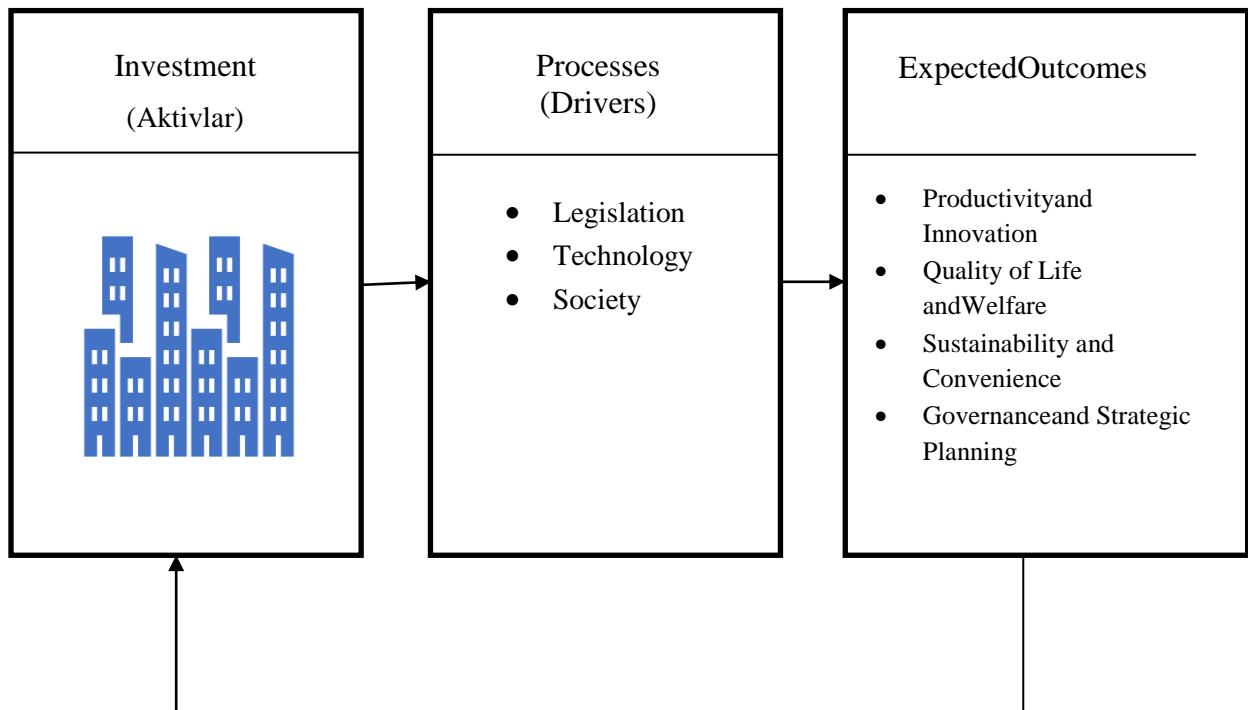 Investment
(Aktivlar)
Processes
(Drivers)
• Legislation
• Technology
• Society
ExpectedOutcomes
• Productivityand
Innovation
• Quality of Life
andWelfare
• Sustainability and
Convenience
• Governanceand Strategic
Planning